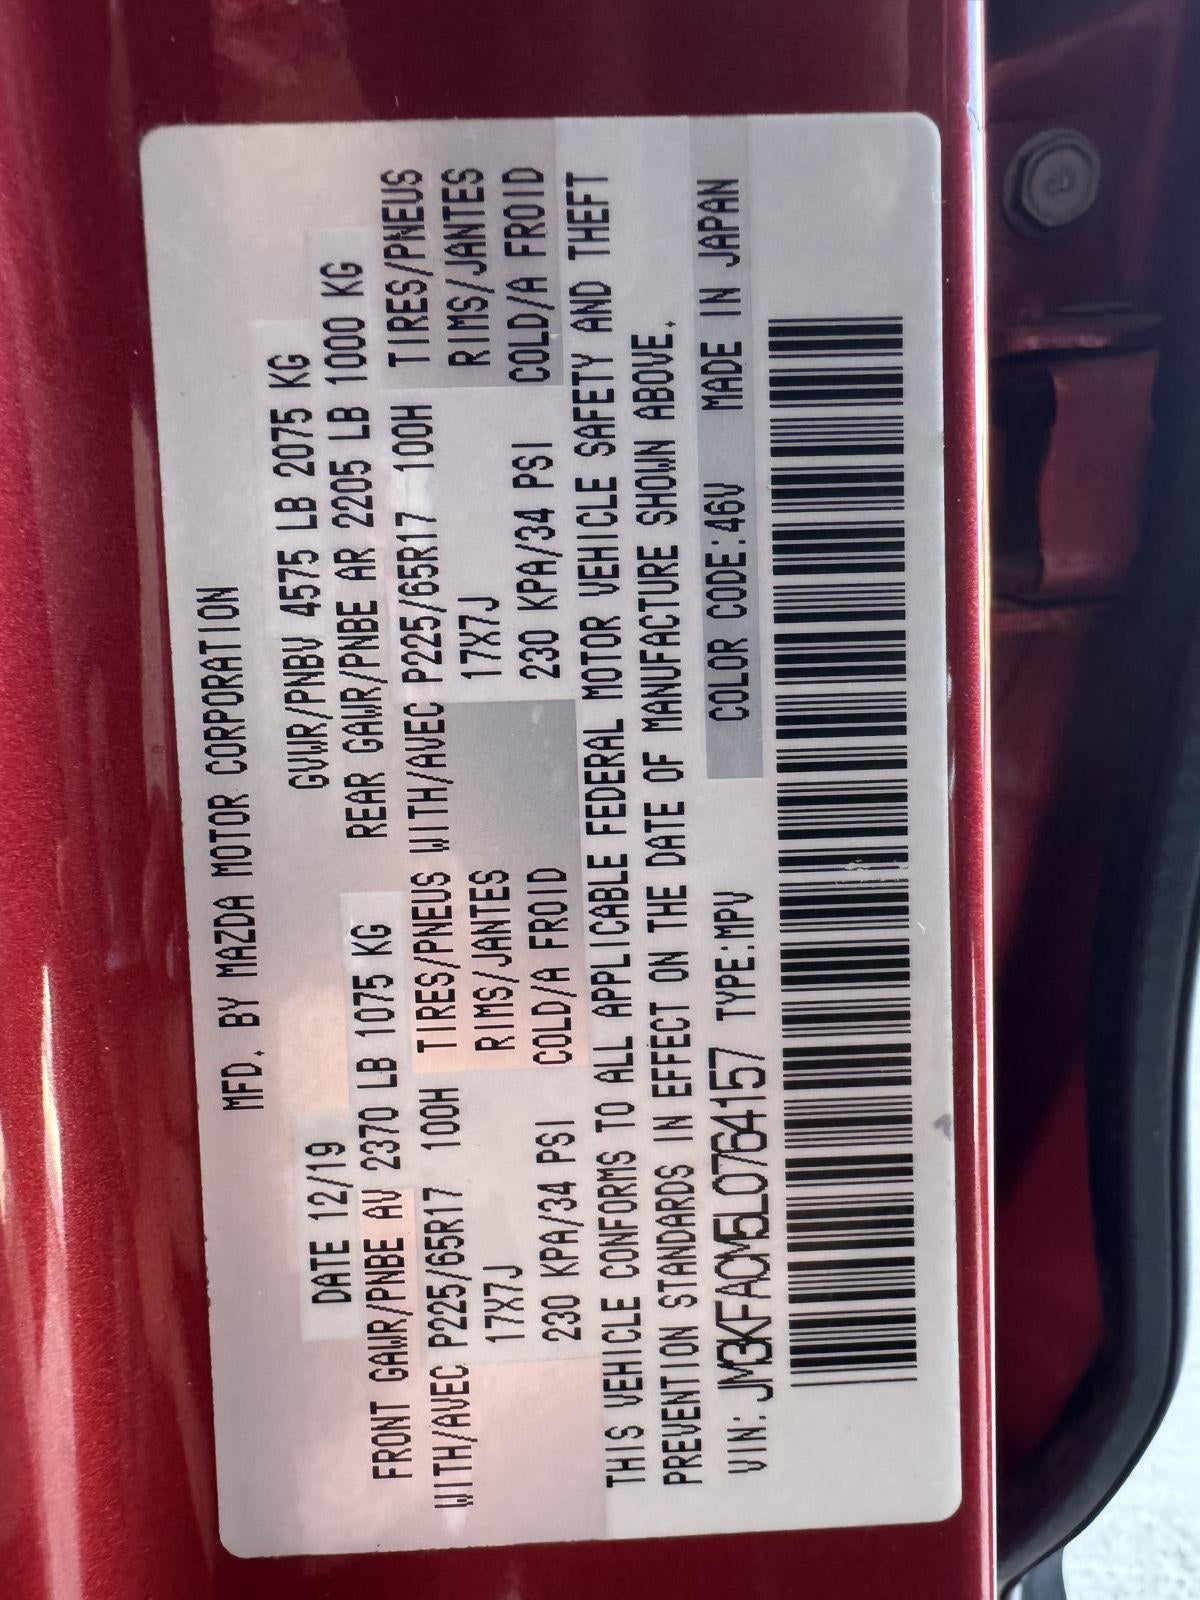 MFD. BY MAZDA MOTOR CORPORATION
DATE 12/19 GVWR/PNBV 4575 LB 2075 KG
FRONT GAWR/PNBE AV 2370 LB 1075 KG REAR GAWR/PNBE AR 2205 LB 1000 KG
WITH/AVEC P225/65R17 100H TIRES/PNEUS WITH/AVEC P225/65R17 100H TIRES/PNEUS
17X7J RIMS/JANTES 17X7J RIMS/JANTES
230 KPA/34 PSI COLD/A FROID 230 KPA/34 PSI COLD/A FROID
THIS VEHICLE CONFORMS TO ALL APPLICABLE FEDERAL MOTOR VEHICLE SAFETY AND THEFT
PREVENTION STANDARDS IN EFFECT ON THE DATE OF MANUFACTURE SHOWN ABOVE.
VIN: JM3KFACM5L0764157 TYPE:MPV COLOR CODE:46V MADE IN JAPAN